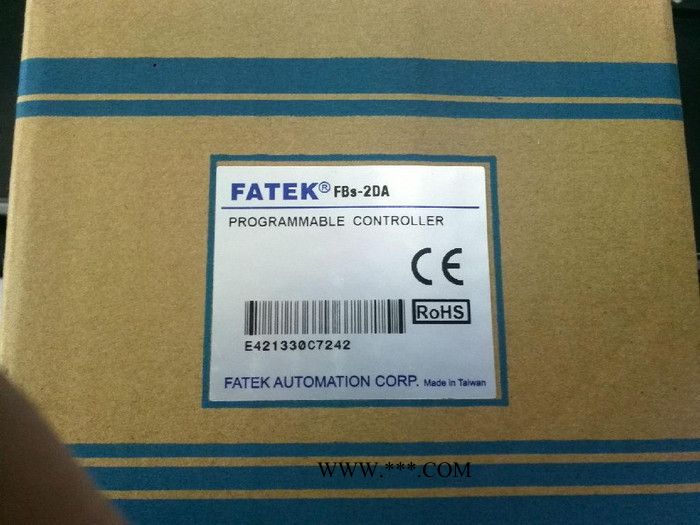 FATEK® FBs-2DA
PROGRAMMABLE CONTROLLER
CE
RoHS
E421330C7242
FATEK AUTOMATION CORP. Made in Taiwan
WWW.***.COM